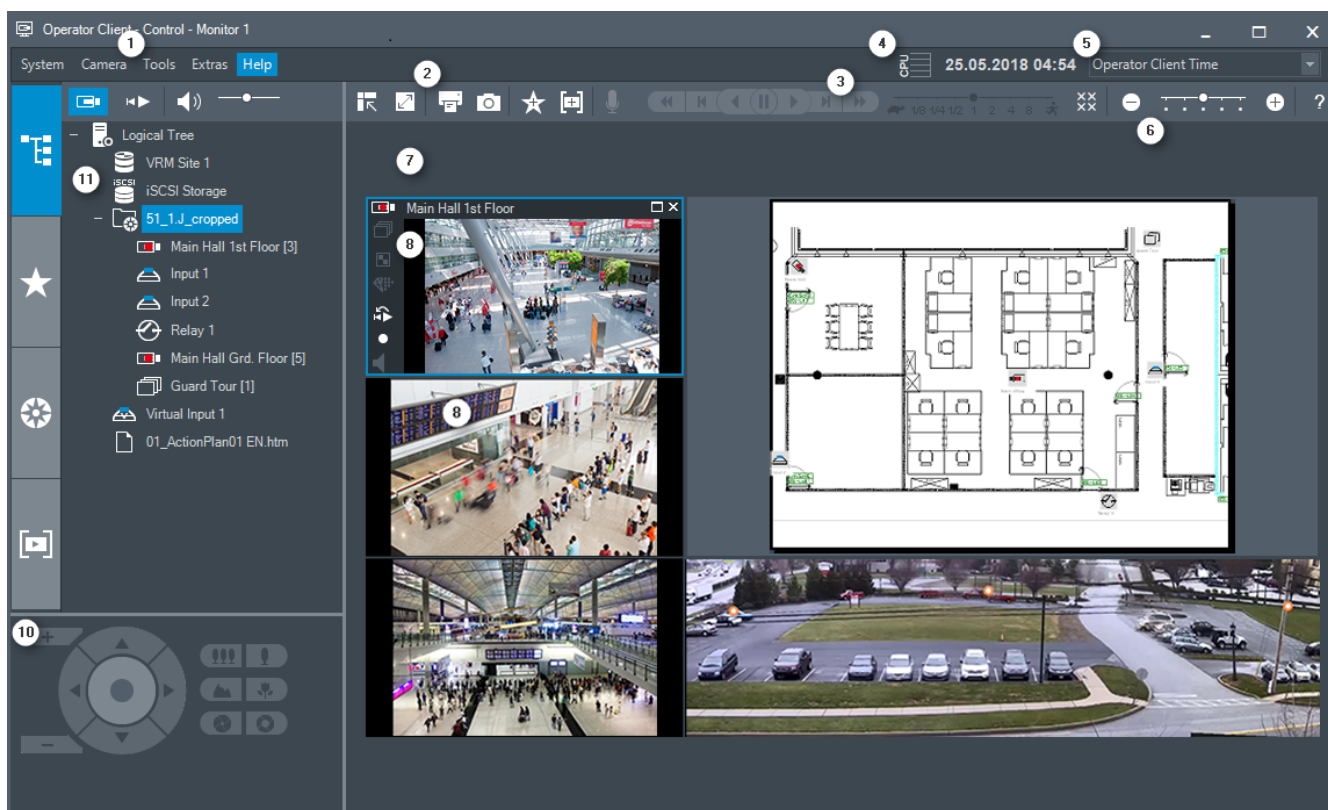 Operator Client - Control - Monitor 1
1
4
5
System Camera Tools Extras Help
CPU
25.05.2018 04:54
Operator Client Time
2
3
1/8 1/4 1/2 1 2 4 8
?
6
Logical Tree
VRM Site 1
11
iSCSI
iSCSI Storage
51_1.J_cropped
Main Hall 1st Floor [3]
Input 1
Input 2
Relay 1
Main Hall Grd. Floor [5]
Guard Tour [1]
Virtual Input 1
01_ActionPlan01 EN.htm
7
Main Hall 1st Floor
8
8
Relay 1
10